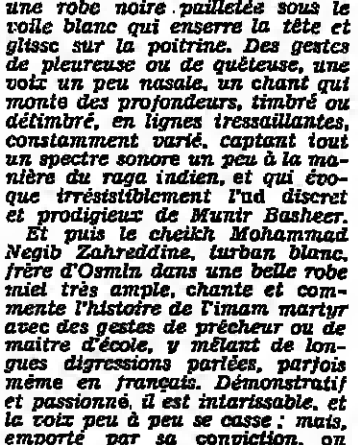 une robe noire pailletée sous le
voile blanc qui enserre la tête et
glisse sur la poitrine. Des gestes
de pleureuse ou de quêteuse, une
voix un peu nasale, un chant qui
monte des profondeurs, timbré ou
détimbré, en lignes tressaillantes,
constamment varié, captant tout
un spectre sonore un peu à la ma-
nière du raga indien, et qui évo-
que irrésistiblement l'ud discret
et prodigieux de Munir Basheer.
Et puis le cheikh Mohammad
Negib Zahreddine, turban blanc,
frère d'Osmin dans une belle robe
miel très ample, chante et com-
mente l'histoire de l'imam martyr
avec des gestes de prêcheur ou de
maître d'école, y mêlant de lon-
gues digressions parlées, parfois
même en français. Démonstratif
et passionné, il est intarissable, et
la voix peu à peu se casse ; mais,
emporté par sa conviction, on